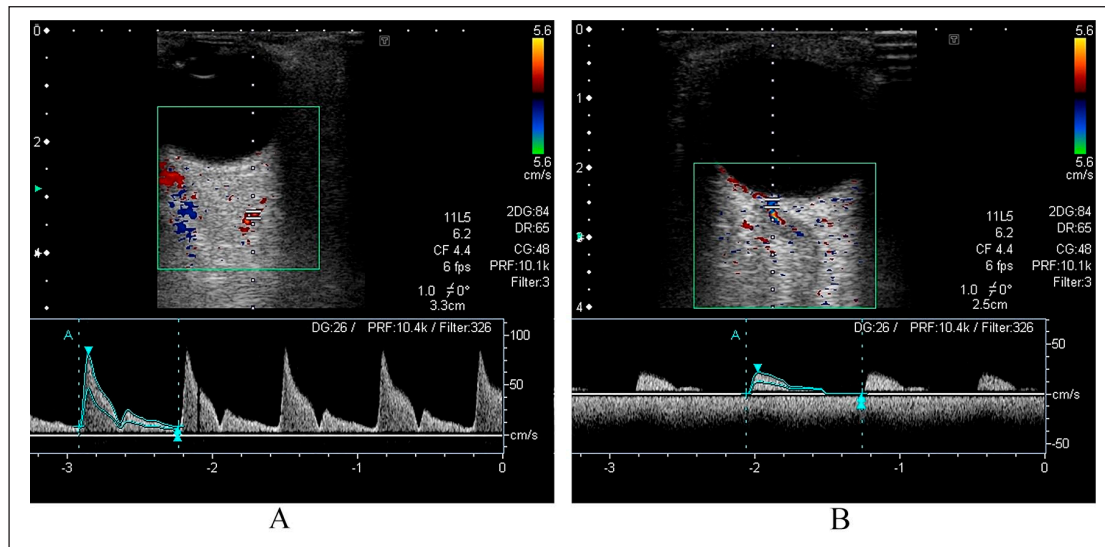 0
2
5.6
5.6
cm/s
11L5
6.2
CF 4.4
6 fps
1.0 ≠0°
3.3cm
2DG:84
DR:65
CG:48
PRF:10.1k
Filter:3
DG:26 / PRF:10.4k / Filter:326
A
100
50
cm/s
-3 -2 -1 0
A
0
1
2
3
4
5.6
5.6
cm/s
11L5
6.2
CF 4.4
6 fps
1.0 ≠0°
2.5cm
2DG:84
DR:65
CG:48
PRF:10.1k
Filter:3
DG:26 / PRF:10.4k / Filter:326
A
50
cm/s
-50
-3 -2 -1 0
B